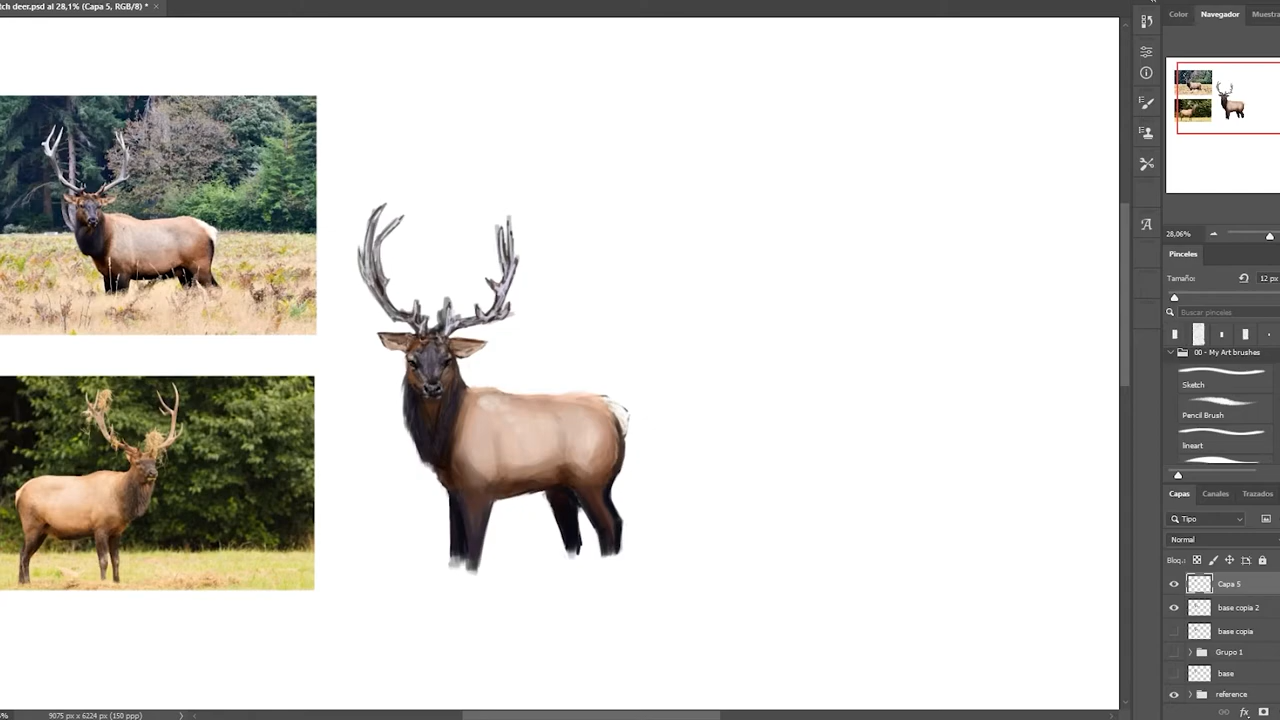 tch deer.psd al 28,1% (Capa 5, RGB/8) *
Color
Navegador
Muestra
28,06%
Pinceles
Tamaño:
12 px
Buscar pinceles
00 - My Art brushes
Sketch
Pencil Brush
lineart
Capas
Canales
Trazados
Tipo
Normal
Bloq.:
Capa 5
base copia 2
base copia
Grupo 1
base
reference
fx
9075 px x 6224 px (150 ppp)